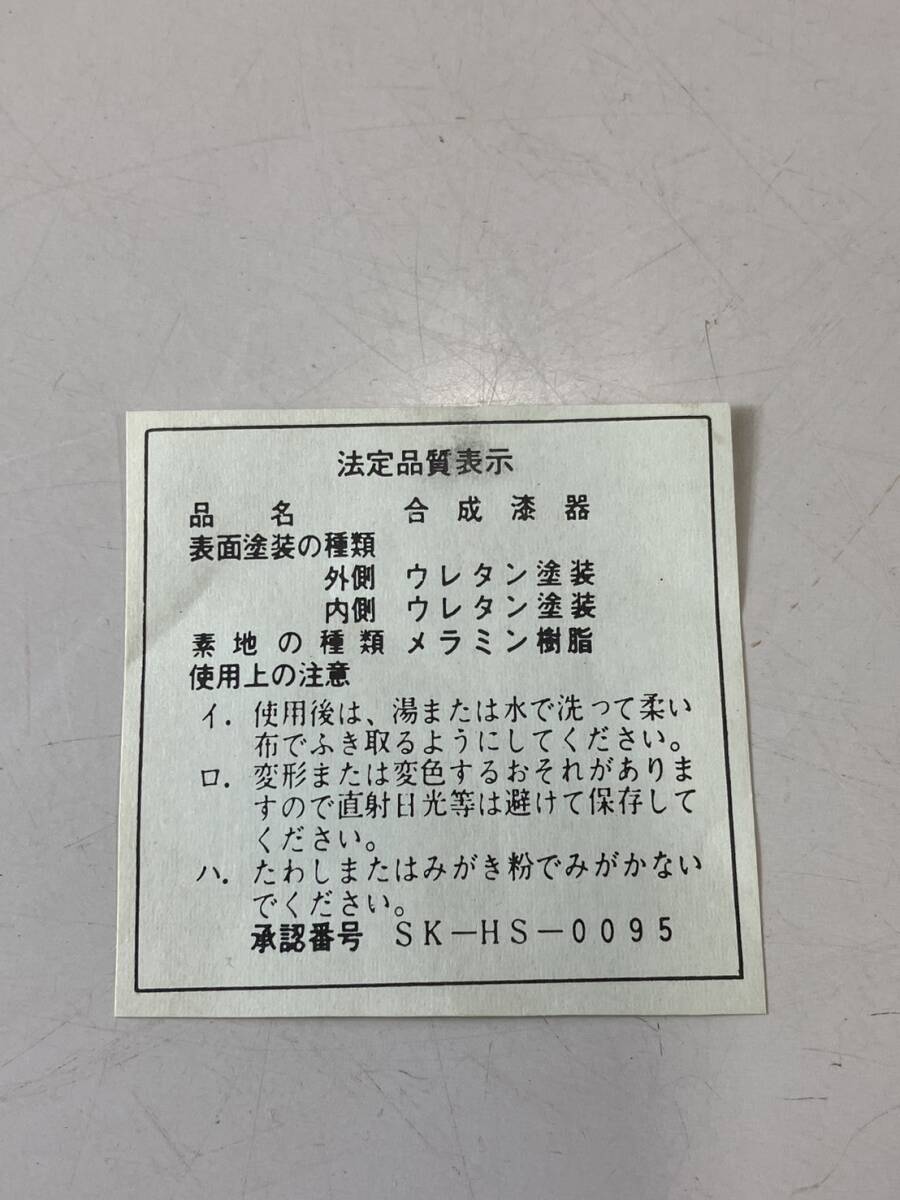 法定品質表示
品名 合成漆器
表面塗装の種類
外側 ウレタン塗装
内側 ウレタン塗装
素地の種類 メラミン樹脂
使用上の注意
イ. 使用後は、湯または水で洗って柔い
布でふき取るようにしてください。
ロ. 変形または変色するおそれがありま
すので直射日光等は避けて保存して
ください。
ハ. たわしまたはみがき粉でみがかない
でください。
承認番号 SK－HS－0095